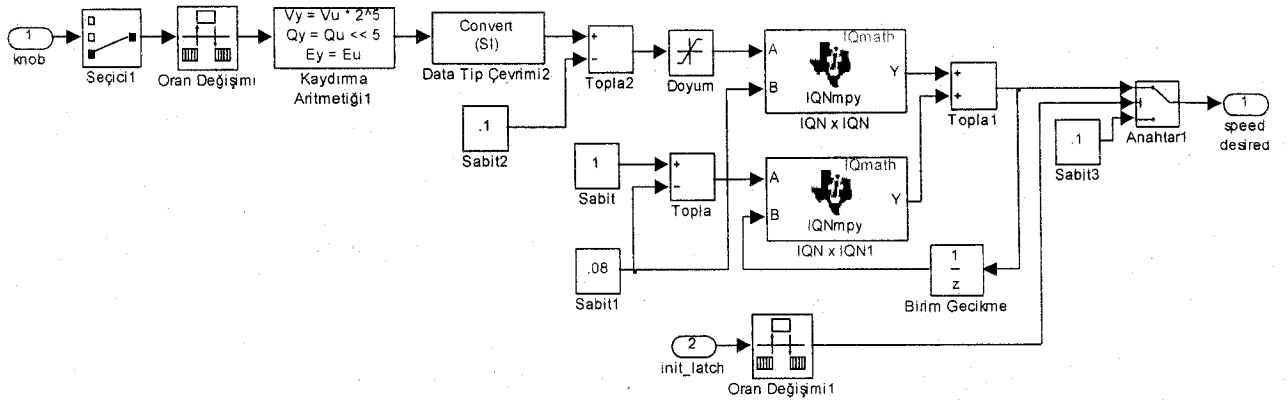 1
knob
Seçici1
Oran Değişimi
Vy = Vu * 2^5
Qy = Qu << 5
Ey = Eu
Kaydırma
Aritmetiği1
Convert
(SI)
Data Tip Çevrimi2
+
−
Topla2
Doyum
A
B
IQmath
Y
IQNmpy
IQN x IQN
+
+
Topla1
Anahtar1
1
speed
desired
.1
Sabit2
1
Sabit
+
−
Topla
A
B
IQmath
Y
IQNmpy
IQN x IQN1
.1
Sabit3
.08
Sabit1
1
z
Birim Gecikme
2
init_latch
Oran Değişimi1